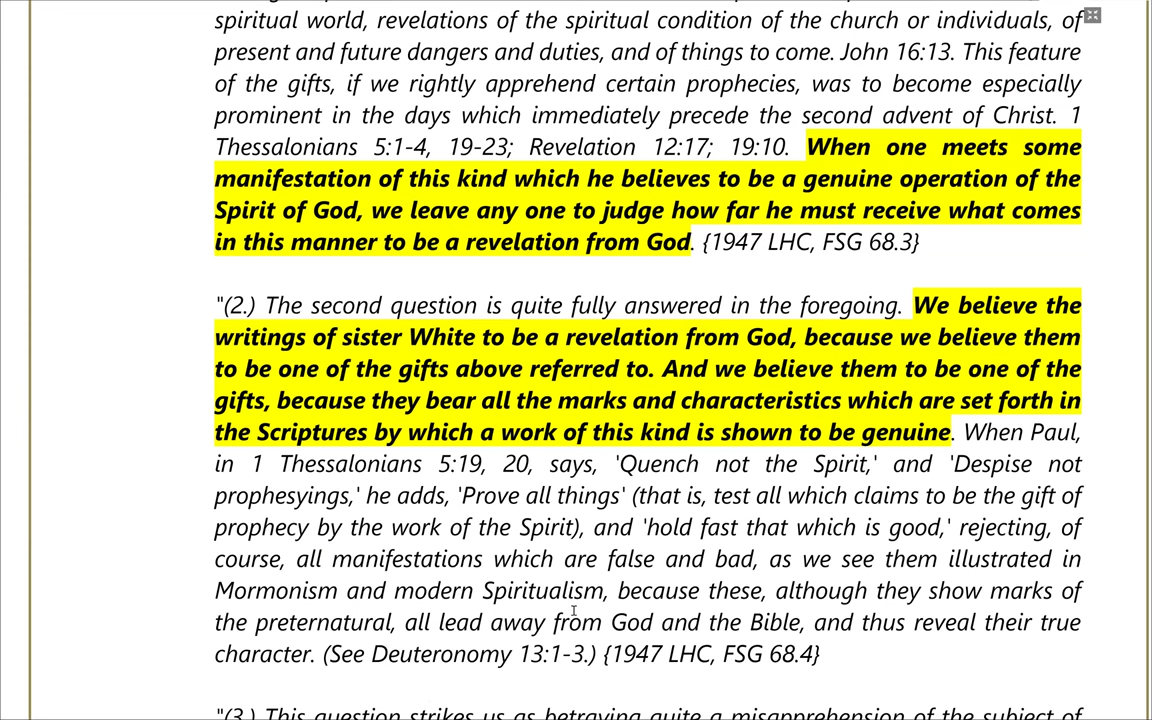 spiritual world, revelations of the spiritual condition of the church or individuals, of
present and future dangers and duties, and of things to come. John 16:13. This feature
of the gifts, if we rightly apprehend certain prophecies, was to become especially
prominent in the days which immediately precede the second advent of Christ. 1
Thessalonians 5:1-4, 19-23; Revelation 12:17; 19:10. When one meets some
manifestation of this kind which he believes to be a genuine operation of the
Spirit of God, we leave any one to judge how far he must receive what comes
in this manner to be a revelation from God. {1947 LHC, FSG 68.3}
"(2.) The second question is quite fully answered in the foregoing. We believe the
writings of sister White to be a revelation from God, because we believe them
to be one of the gifts above referred to. And we believe them to be one of the
gifts, because they bear all the marks and characteristics which are set forth in
the Scriptures by which a work of this kind is shown to be genuine. When Paul,
in 1 Thessalonians 5:19, 20, says, 'Quench not the Spirit,' and 'Despise not
prophesyings,' he adds, 'Prove all things' (that is, test all which claims to be the gift of
prophecy by the work of the Spirit), and 'hold fast that which is good,' rejecting, of
course, all manifestations which are false and bad, as we see them illustrated in
Mormonism and modern Spiritualism, because these, although they show marks of
the preternatural, all lead away from God and the Bible, and thus reveal their true
character. (See Deuteronomy 13:1-3.) {1947 LHC, FSG 68.4}
"(3.) This question strikes us as betraying quite a misapprehension of the subject of